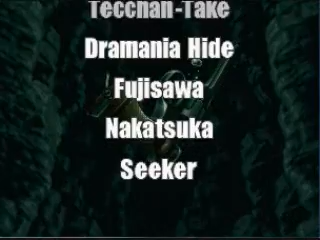 Tecchan-Take
Dramania Hide
Fujisawa
Nakatsuka
Seeker